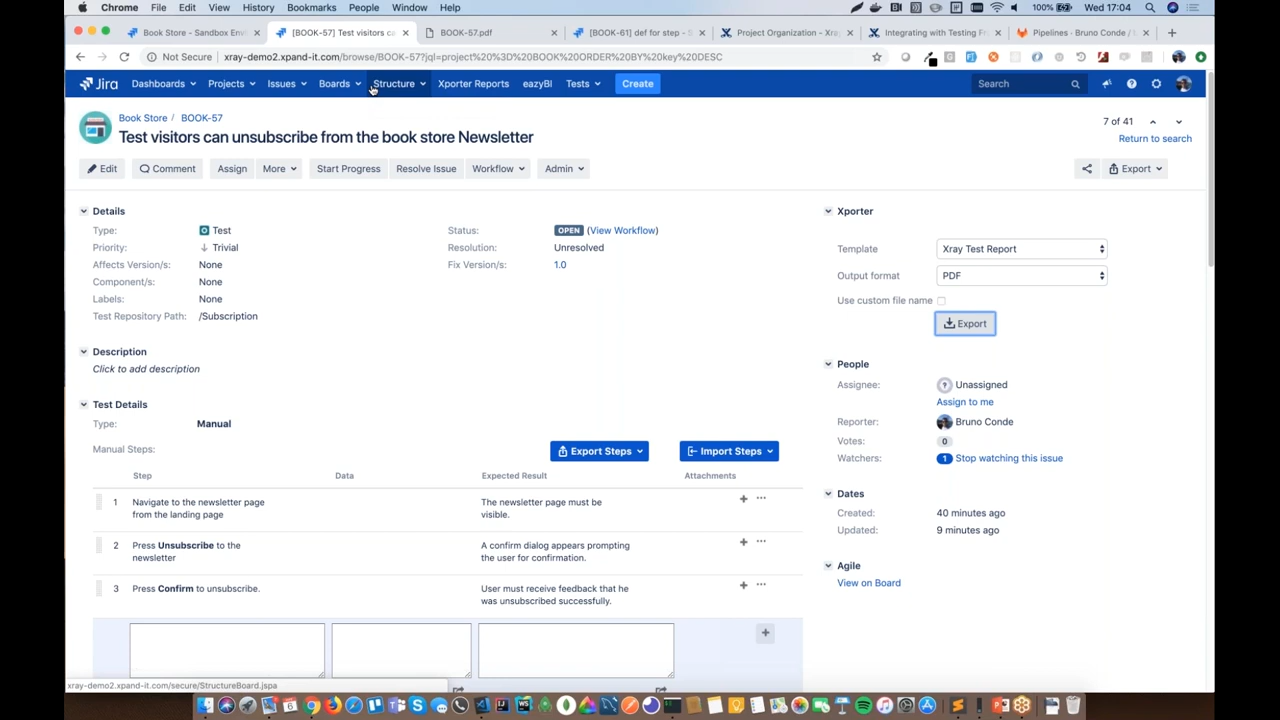 Chrome File Edit View History Bookmarks People Window Help 100% Wed 17:04
Book Store - Sandbox Envi [BOOK-57] Test visitors c BOOK-57.pdf [BOOK-61] def for step - S Project Organization - Xra Integrating with Testing Fr Pipelines · Bruno Conde /
Not Secure xray-demo2.xpand-it.com/browse/BOOK-57?jql=project%20%3D%20BOOK%20ORDER%20BY%20key%20DESC
Jira Dashboards Projects Issues Boards Structure Xporter Reports eazyBI Tests Create Search
Book Store / BOOK-57 7 of 41
Test visitors can unsubscribe from the book store Newsletter Return to search
Edit Comment Assign More Start Progress Resolve Issue Workflow Admin Export
Details
Type: Test Status: OPEN (View Workflow)
Priority: Trivial Resolution: Unresolved
Affects Version/s: None Fix Version/s: 1.0
Component/s: None
Labels: None
Test Repository Path: /Subscription
Description
Click to add description
Test Details
Type: Manual
Manual Steps: Export Steps Import Steps
Step Data Expected Result Attachments
1 Navigate to the newsletter page The newsletter page must be
from the landing page visible.
2 Press Unsubscribe to the A confirm dialog appears prompting
newsletter the user for confirmation.
3 Press Confirm to unsubscribe. User must receive feedback that he
was unsubscribed successfully.
Xporter
Template Xray Test Report
Output format PDF
Use custom file name
Export
People
Assignee: Unassigned
Assign to me
Reporter: Bruno Conde
Votes: 0
Watchers: 1 Stop watching this issue
Dates
Created: 40 minutes ago
Updated: 9 minutes ago
Agile
View on Board
xray-demo2.xpand-it.com/secure/StructureBoard.jspa